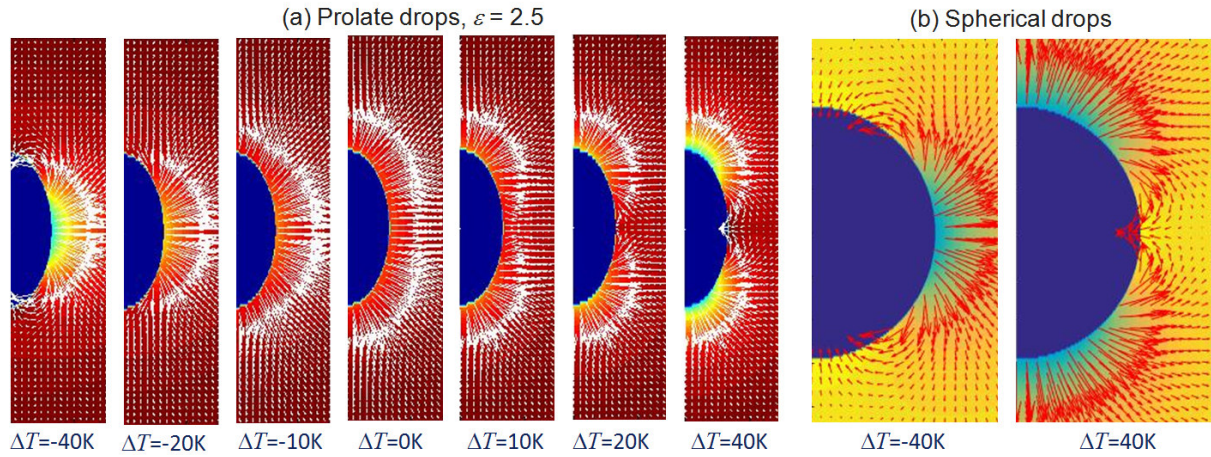 (a) Prolate drops, ε = 2.5
(b) Spherical drops
ΔT=-40K
ΔT=-20K
ΔT=-10K
ΔT=0K
ΔT=10K
ΔT=20K
ΔT=40K
ΔT=-40K
ΔT=40K